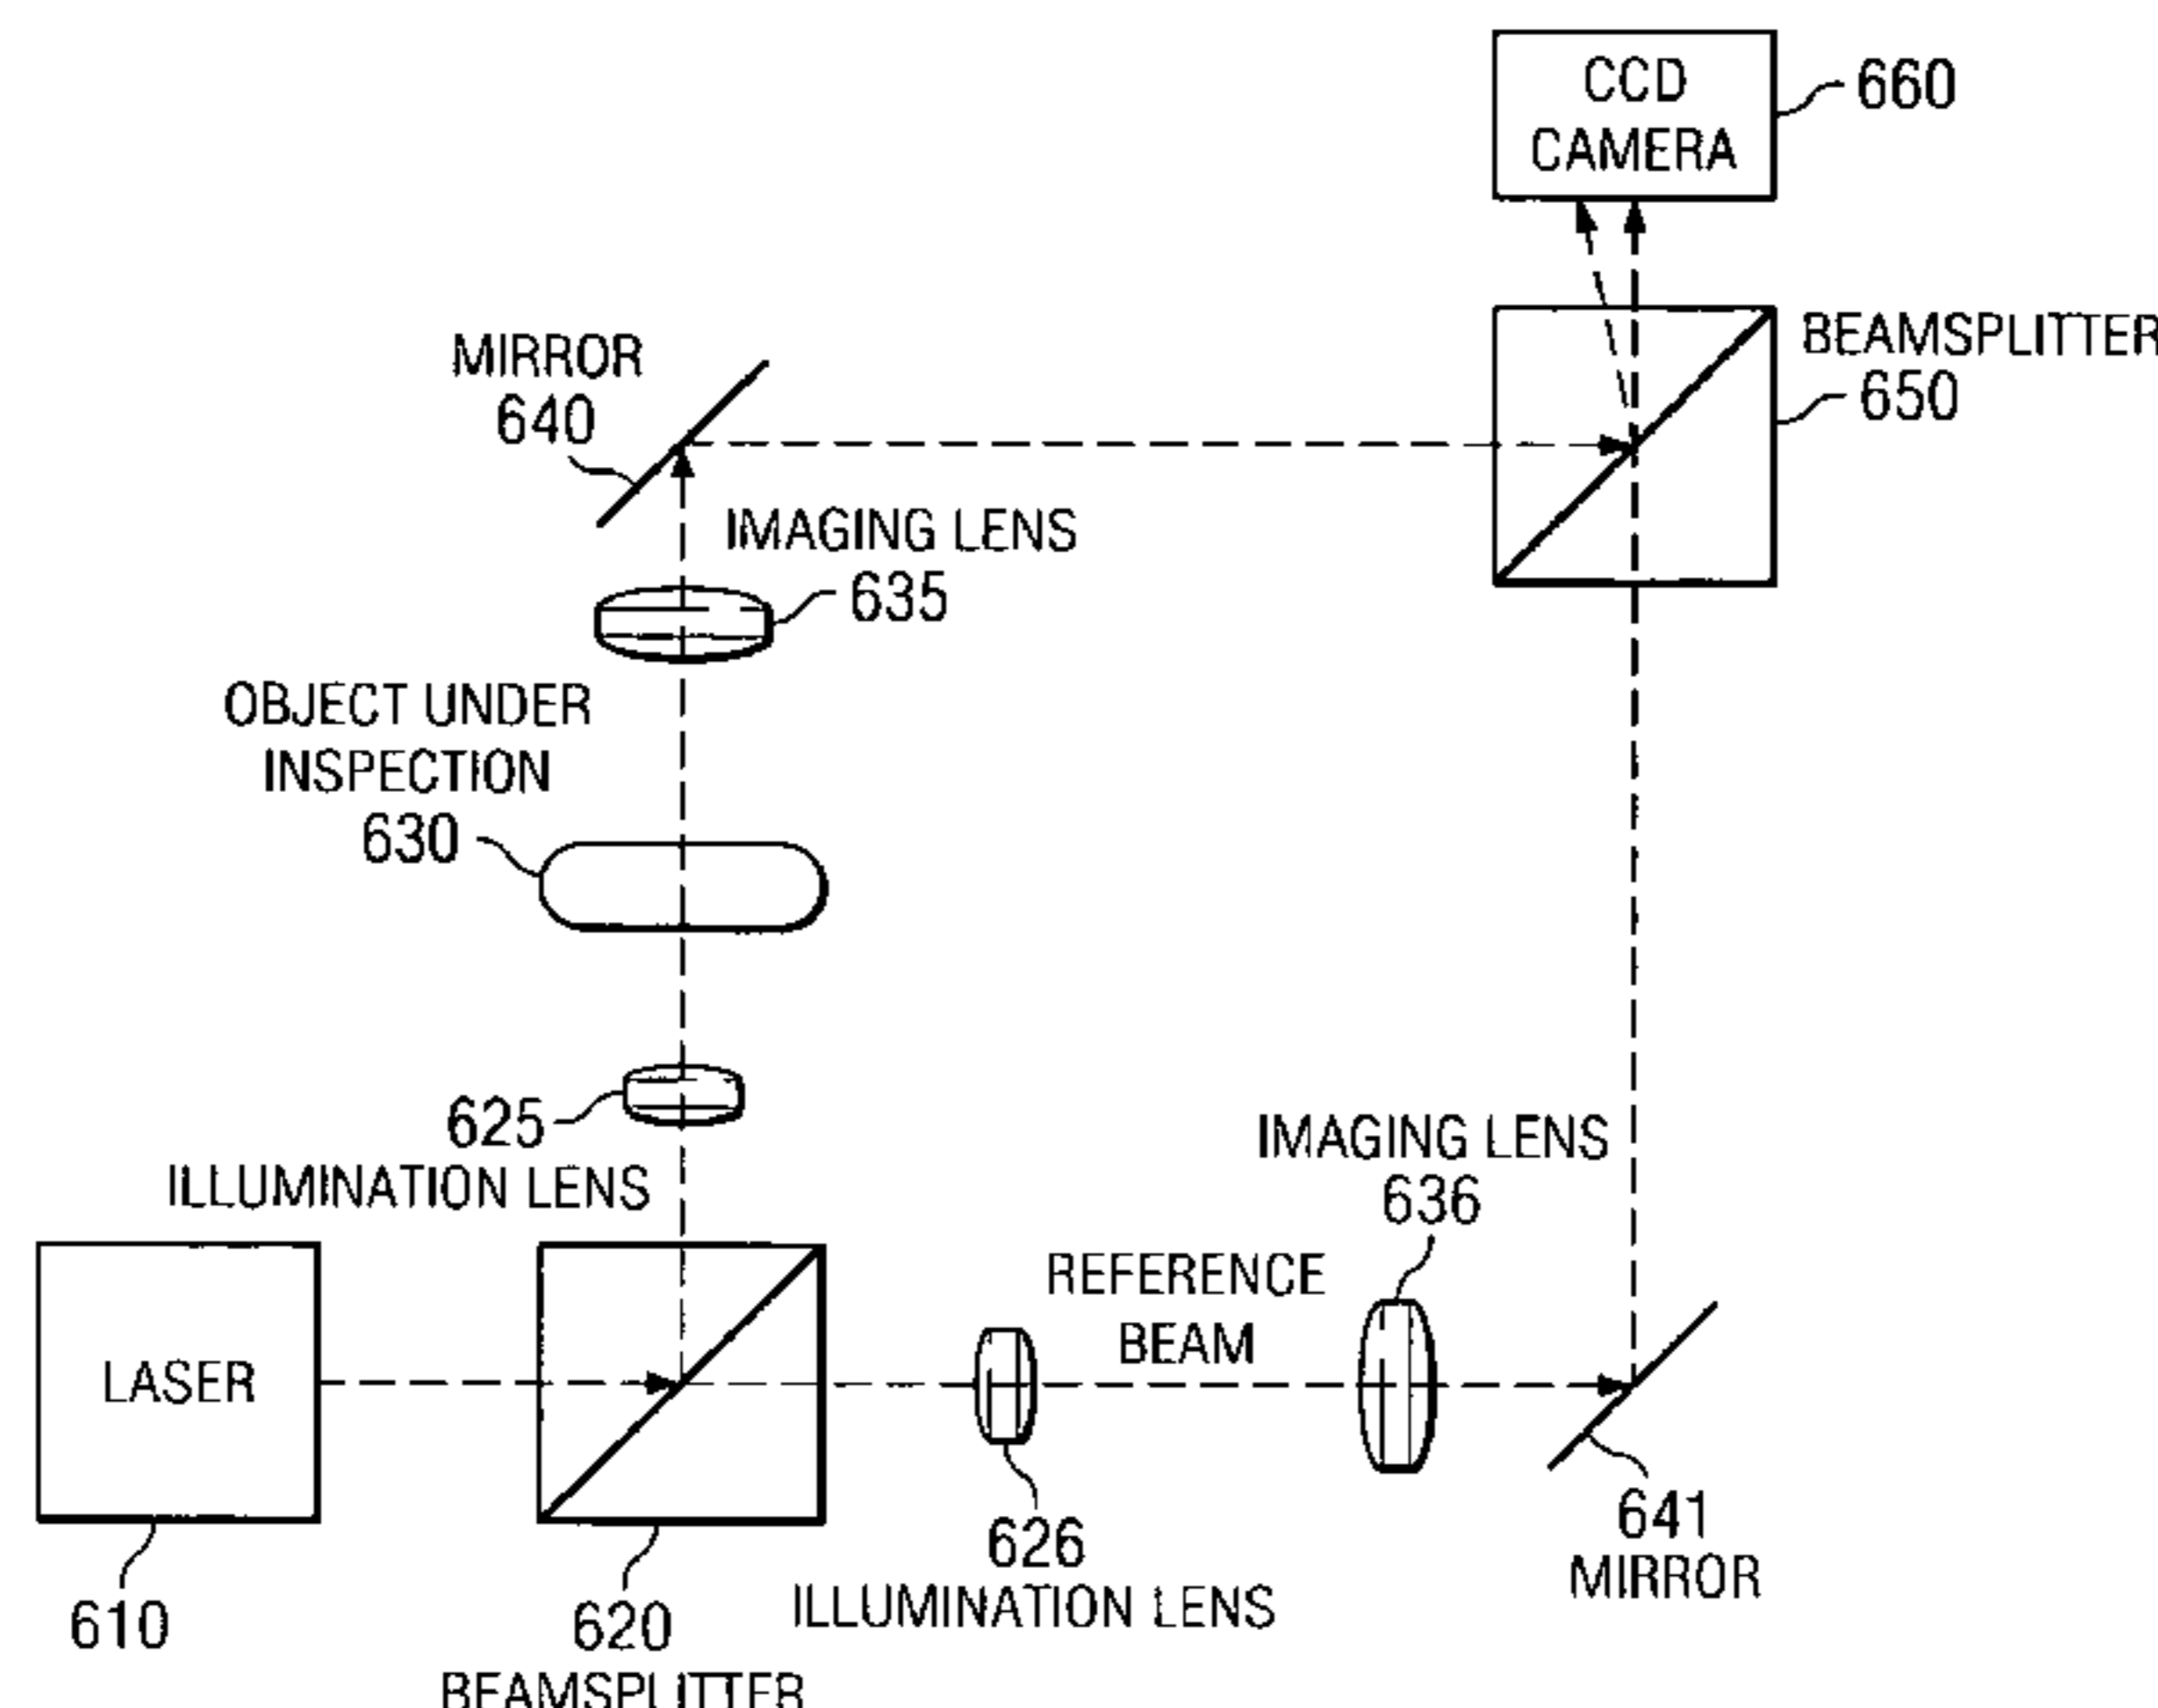 CCD
CAMERA
660
MIRROR
640
BEAMSPLITTER
650
IMAGING LENS
635
OBJECT UNDER
INSPECTION
630
625
ILLUMINATION LENS
IMAGING LENS
636
REFERENCE
BEAM
LASER
610
620
BEAMSPLITTER
626
ILLUMINATION LENS
641
MIRROR